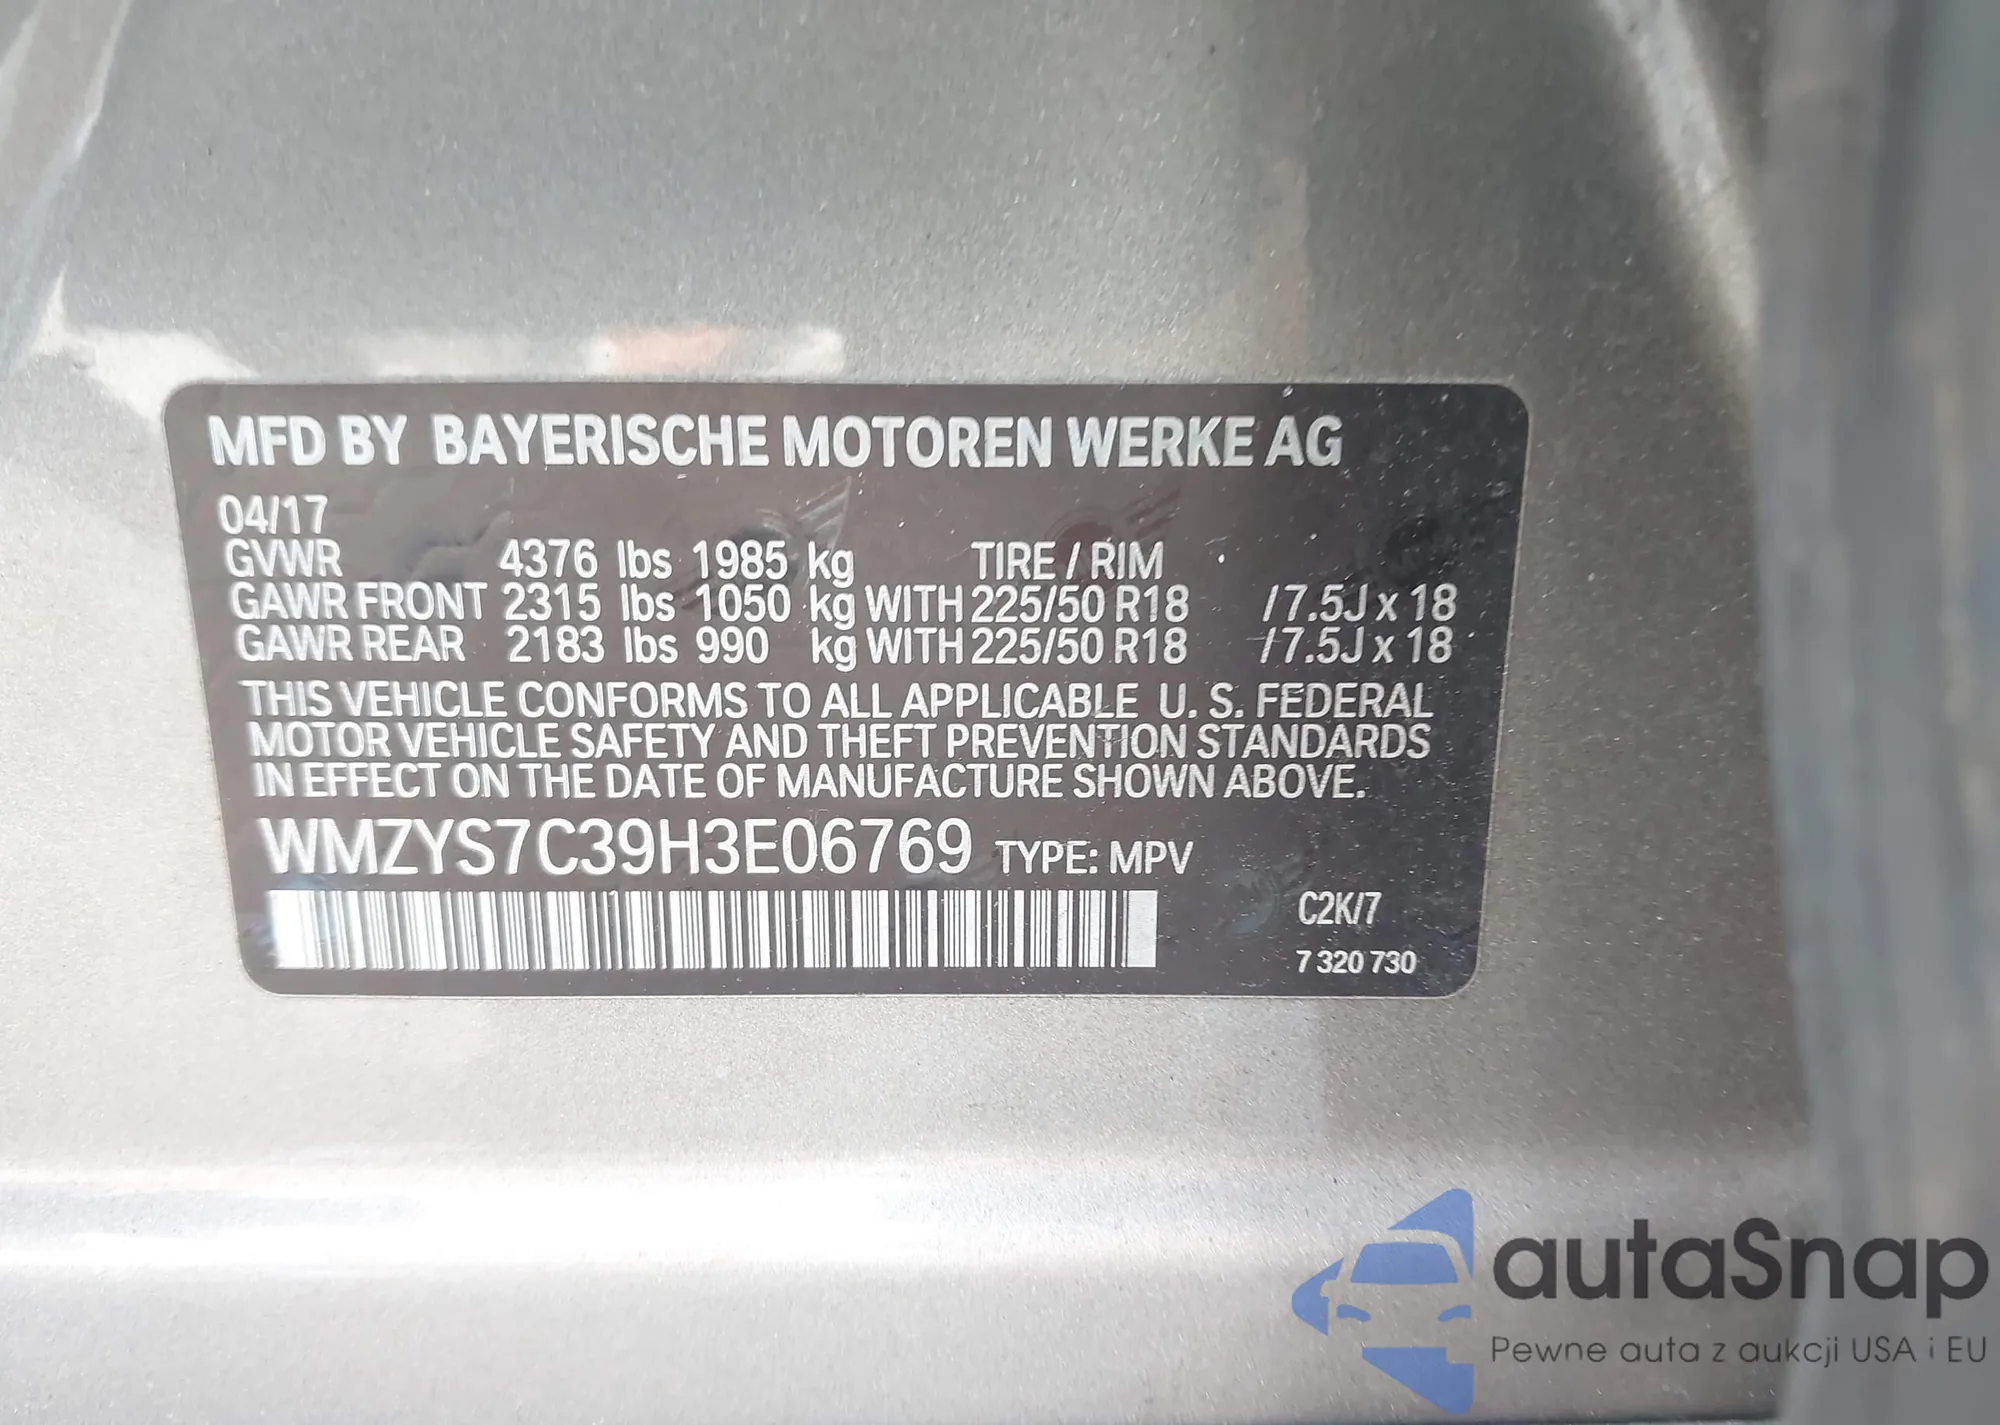 MFD BY BAYERISCHE MOTOREN WERKE AG
04/17
GVWR 4376 lbs 1985 kg TIRE / RIM
GAWR FRONT 2315 lbs 1050 kg WITH 225/50 R18 / 7.5J x 18
GAWR REAR 2183 lbs 990 kg WITH 225/50 R18 / 7.5J x 18
THIS VEHICLE CONFORMS TO ALL APPLICABLE U. S. FEDERAL
MOTOR VEHICLE SAFETY AND THEFT PREVENTION STANDARDS
IN EFFECT ON THE DATE OF MANUFACTURE SHOWN ABOVE.
WMZYS7C39H3E06769 TYPE: MPV
C2K/7
7 320 730
autaSnap
Pewne auta z aukcji USA i EU